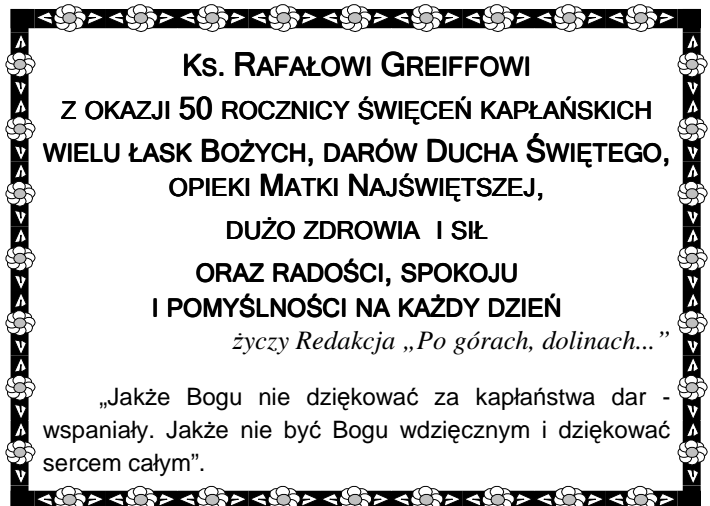 Ks. Rafałowi Greiffowi
z okazji 50 rocznicy święceń kapłańskich
wielu łask Bożych, darów Ducha Świętego,
opieki Matki Najświętszej,
dużo zdrowia i sił
oraz radości, spokoju
i pomyślności na każdy dzień
życzy Redakcja „Po górach, dolinach...”
„Jakże Bogu nie dziękować za kapłaństwa dar -
wspaniały. Jakże nie być Bogu wdzięcznym i dziękować
sercem całym”.